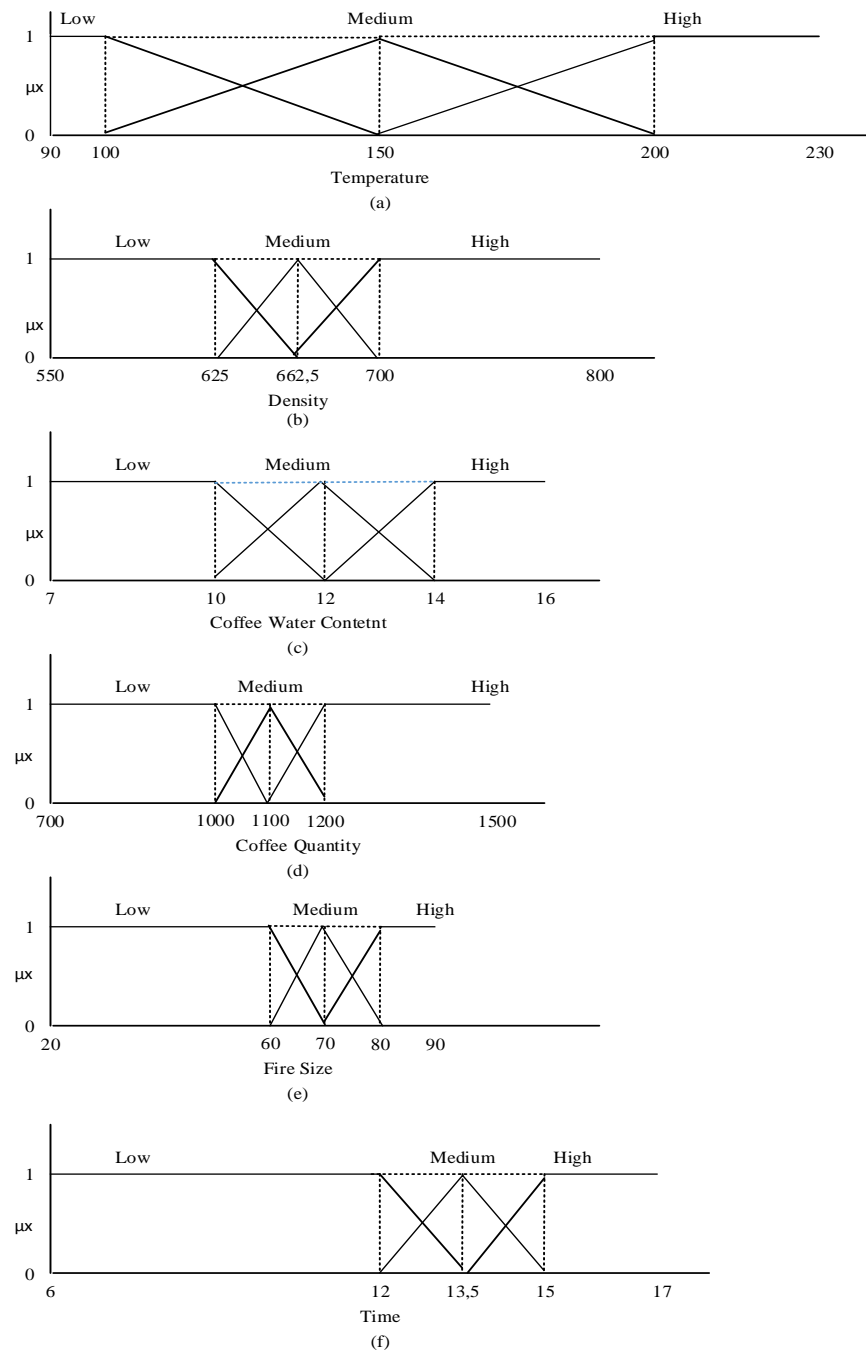 Low Medium High
1
μx
0
90 100 150 200 230
Temperature
(a)
Low Medium High
1
μx
0
550 625 662,5 700 800
Density
(b)
Low Medium High
1
μx
0
7 10 12 14 16
Coffee Water Contetnt
(c)
Low Medium High
1
μx
0
700 1000 1100 1200 1500
Coffee Quantity
(d)
Low Medium High
1
μx
0
20 60 70 80 90
Fire Size
(e)
Low Medium High
1
μx
0
6 12 13,5 15 17
Time
(f)